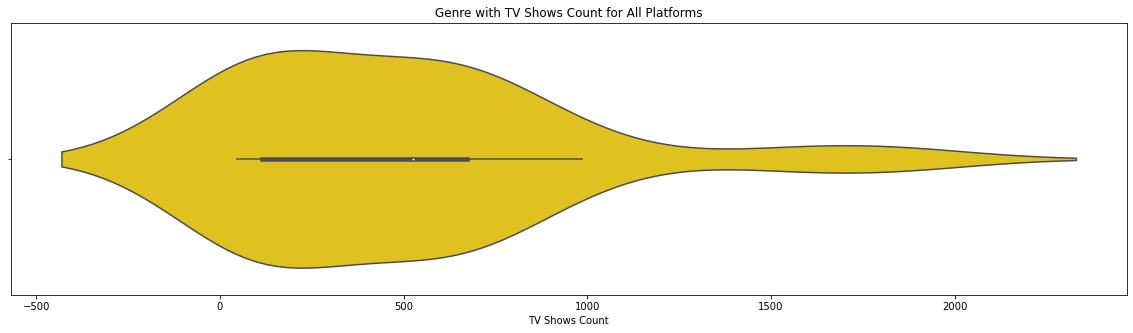 Genre with TV Shows Count for All Platforms
−500 0 500 1000 1500 2000
TV Shows Count